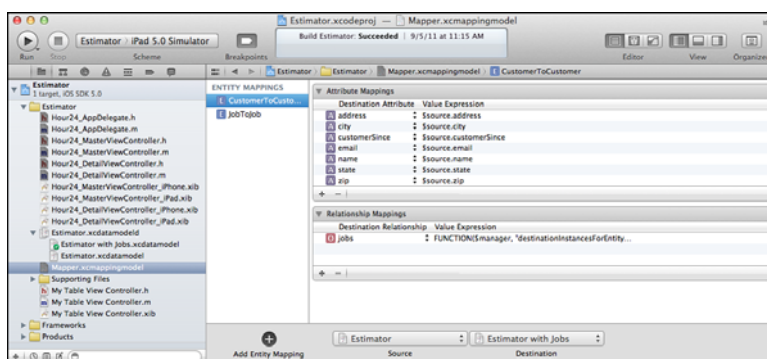 Estimator.xcodeproj — Mapper.xcmappingmodel
Estimator iPad 5.0 Simulator
Build Estimator: Succeeded | 9/5/11 at 11:15 AM
Run Stop Scheme Breakpoints Editor View Organizer
Estimator Estimator Mapper.xcmappingmodel CustomerToCustomer
Estimator
1 target, iOS SDK 5.0
Estimator
Hour24_AppDelegate.h
Hour24_AppDelegate.m
Hour24_MasterViewController.h
Hour24_MasterViewController.m
Hour24_DetailViewController.h
Hour24_DetailViewController.m
Hour24_MasterViewController_iPhone.xib
Hour24_MasterViewController_iPad.xib
Hour24_DetailViewController_iPhone.xib
Hour24_DetailViewController_iPad.xib
Estimator.xcdatamodeld
Estimator with Jobs.xcdatamodel
Estimator.xcdatamodel
Mapper.xcmappingmodel
Supporting Files
My Table View Controller.h
My Table View Controller.m
My Table View Controller.xib
Frameworks
Products
ENTITY MAPPINGS
E CustomerToCusto...
E JobToJob
Attribute Mappings
Destination Attribute Value Expression
A address $source.address
A city $source.city
A customerSince $source.customerSince
A email $source.email
A name $source.name
A state $source.state
A zip $source.zip
+ −
Relationship Mappings
Destination Relationship Value Expression
O jobs FUNCTION($manager, "destinationInstancesForEntity...
+ −
Add Entity Mapping
Estimator
Source
Estimator with Jobs
Destination